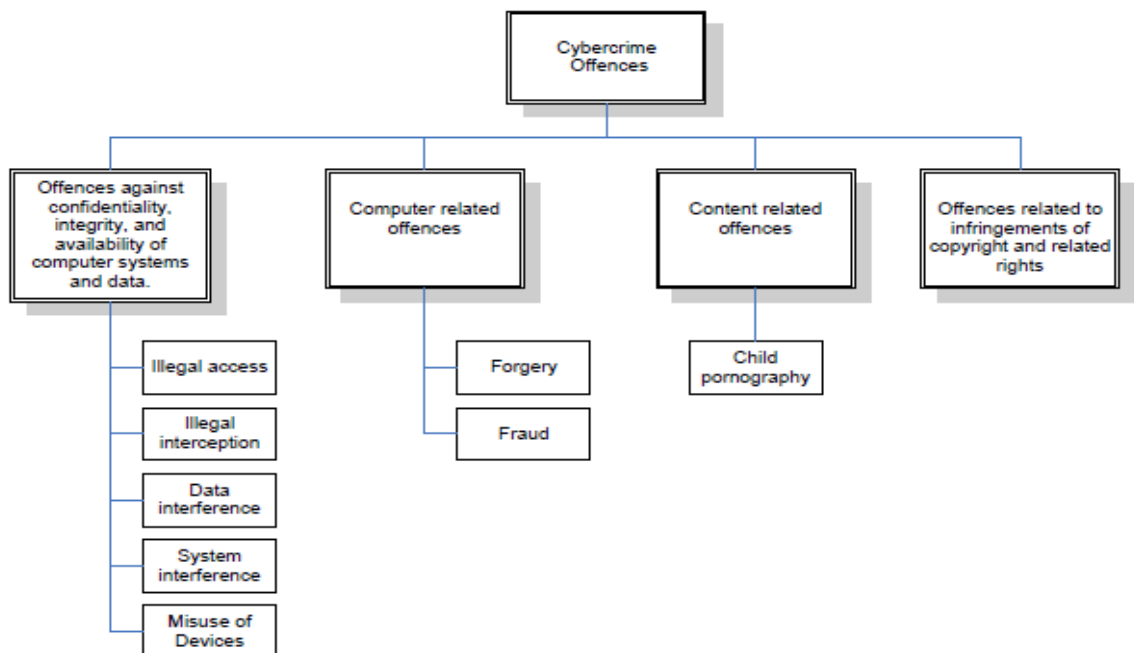 Cybercrime
Offences
Offences against
confidentiality,
integrity, and
availability of
computer systems
and data.
Computer related
offences
Content related
offences
Offences related to
infringements of
copyright and related
rights
Illegal access
Illegal
interception
Data
interference
System
interference
Misuse of
Devices
Forgery
Fraud
Child
pornography